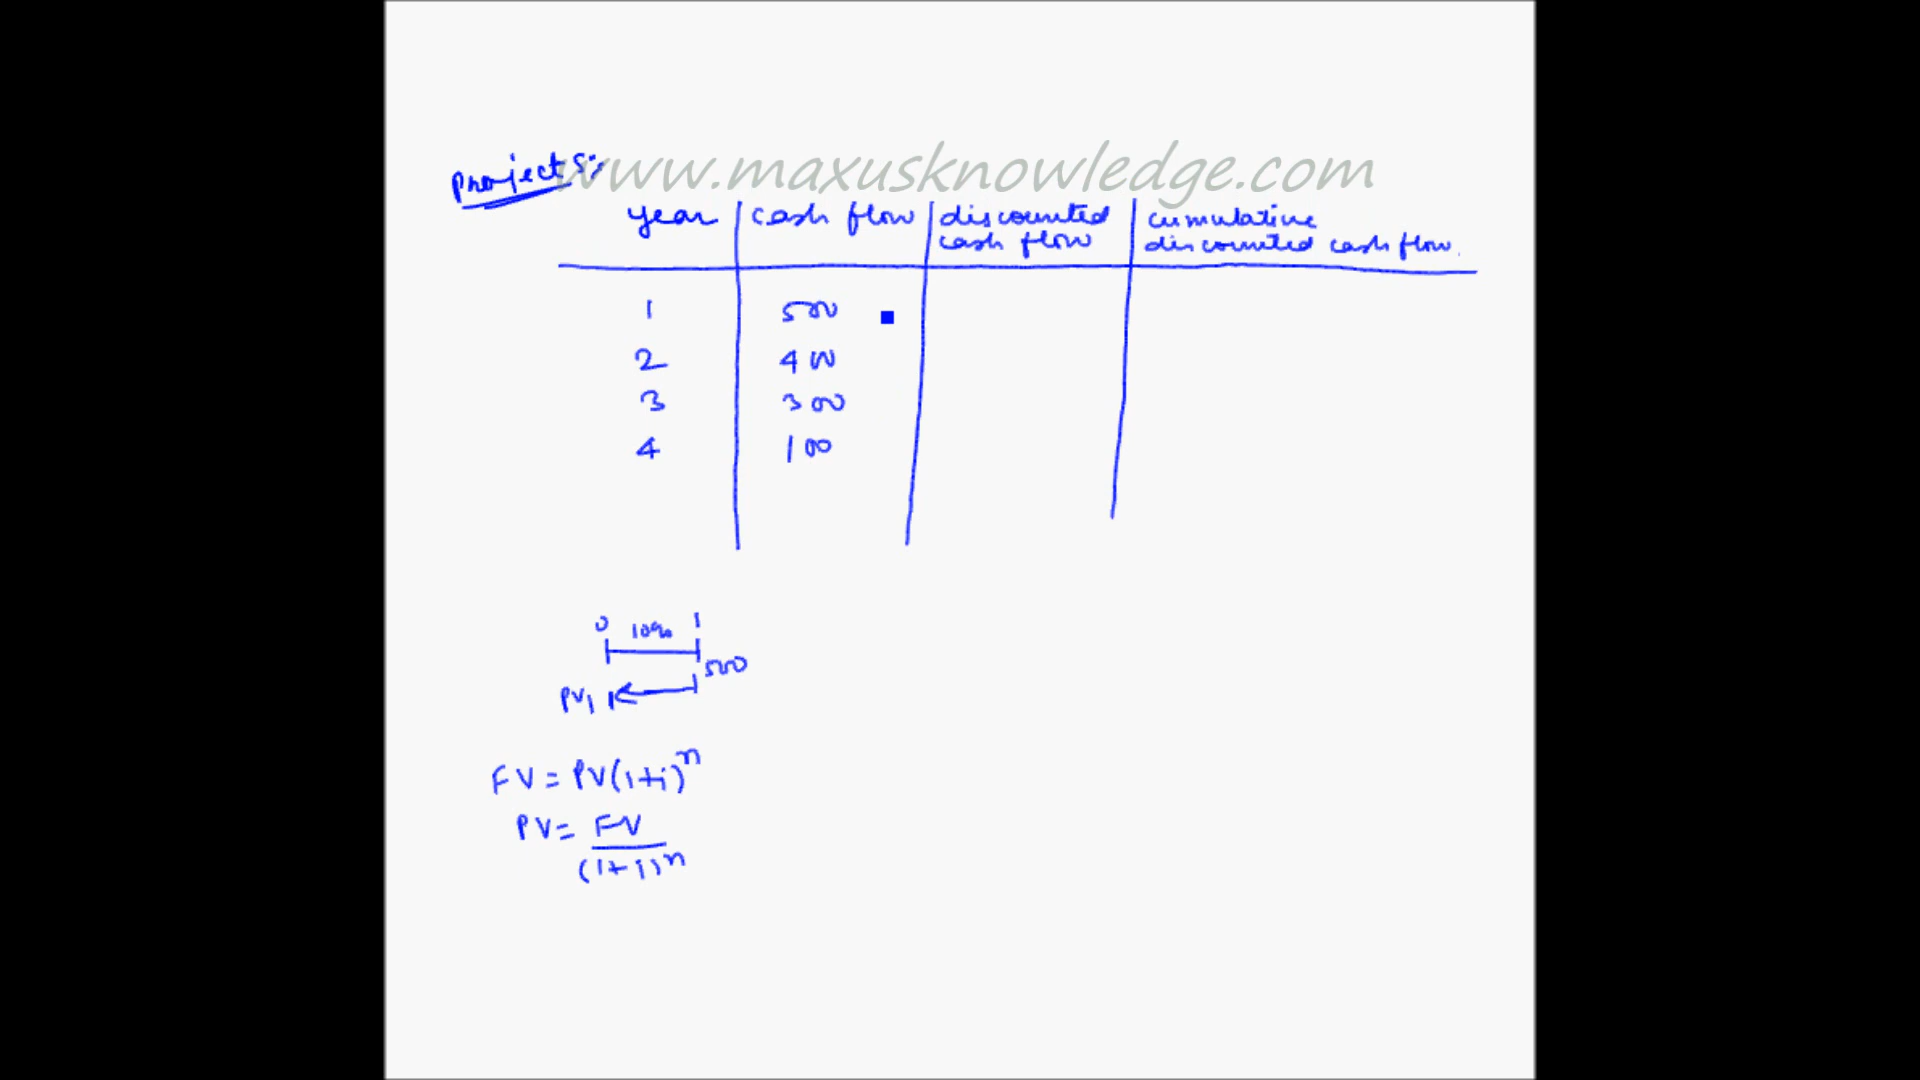 www.maxusknowledge.com
Project S:
year cash flow discounted cash flow cumulative discounted cash flow.
1 500
2 400
3 300
4 100
0 10% 1
500
PV1
FV = PV(1+i)^n
PV = FV
(1+i)^n